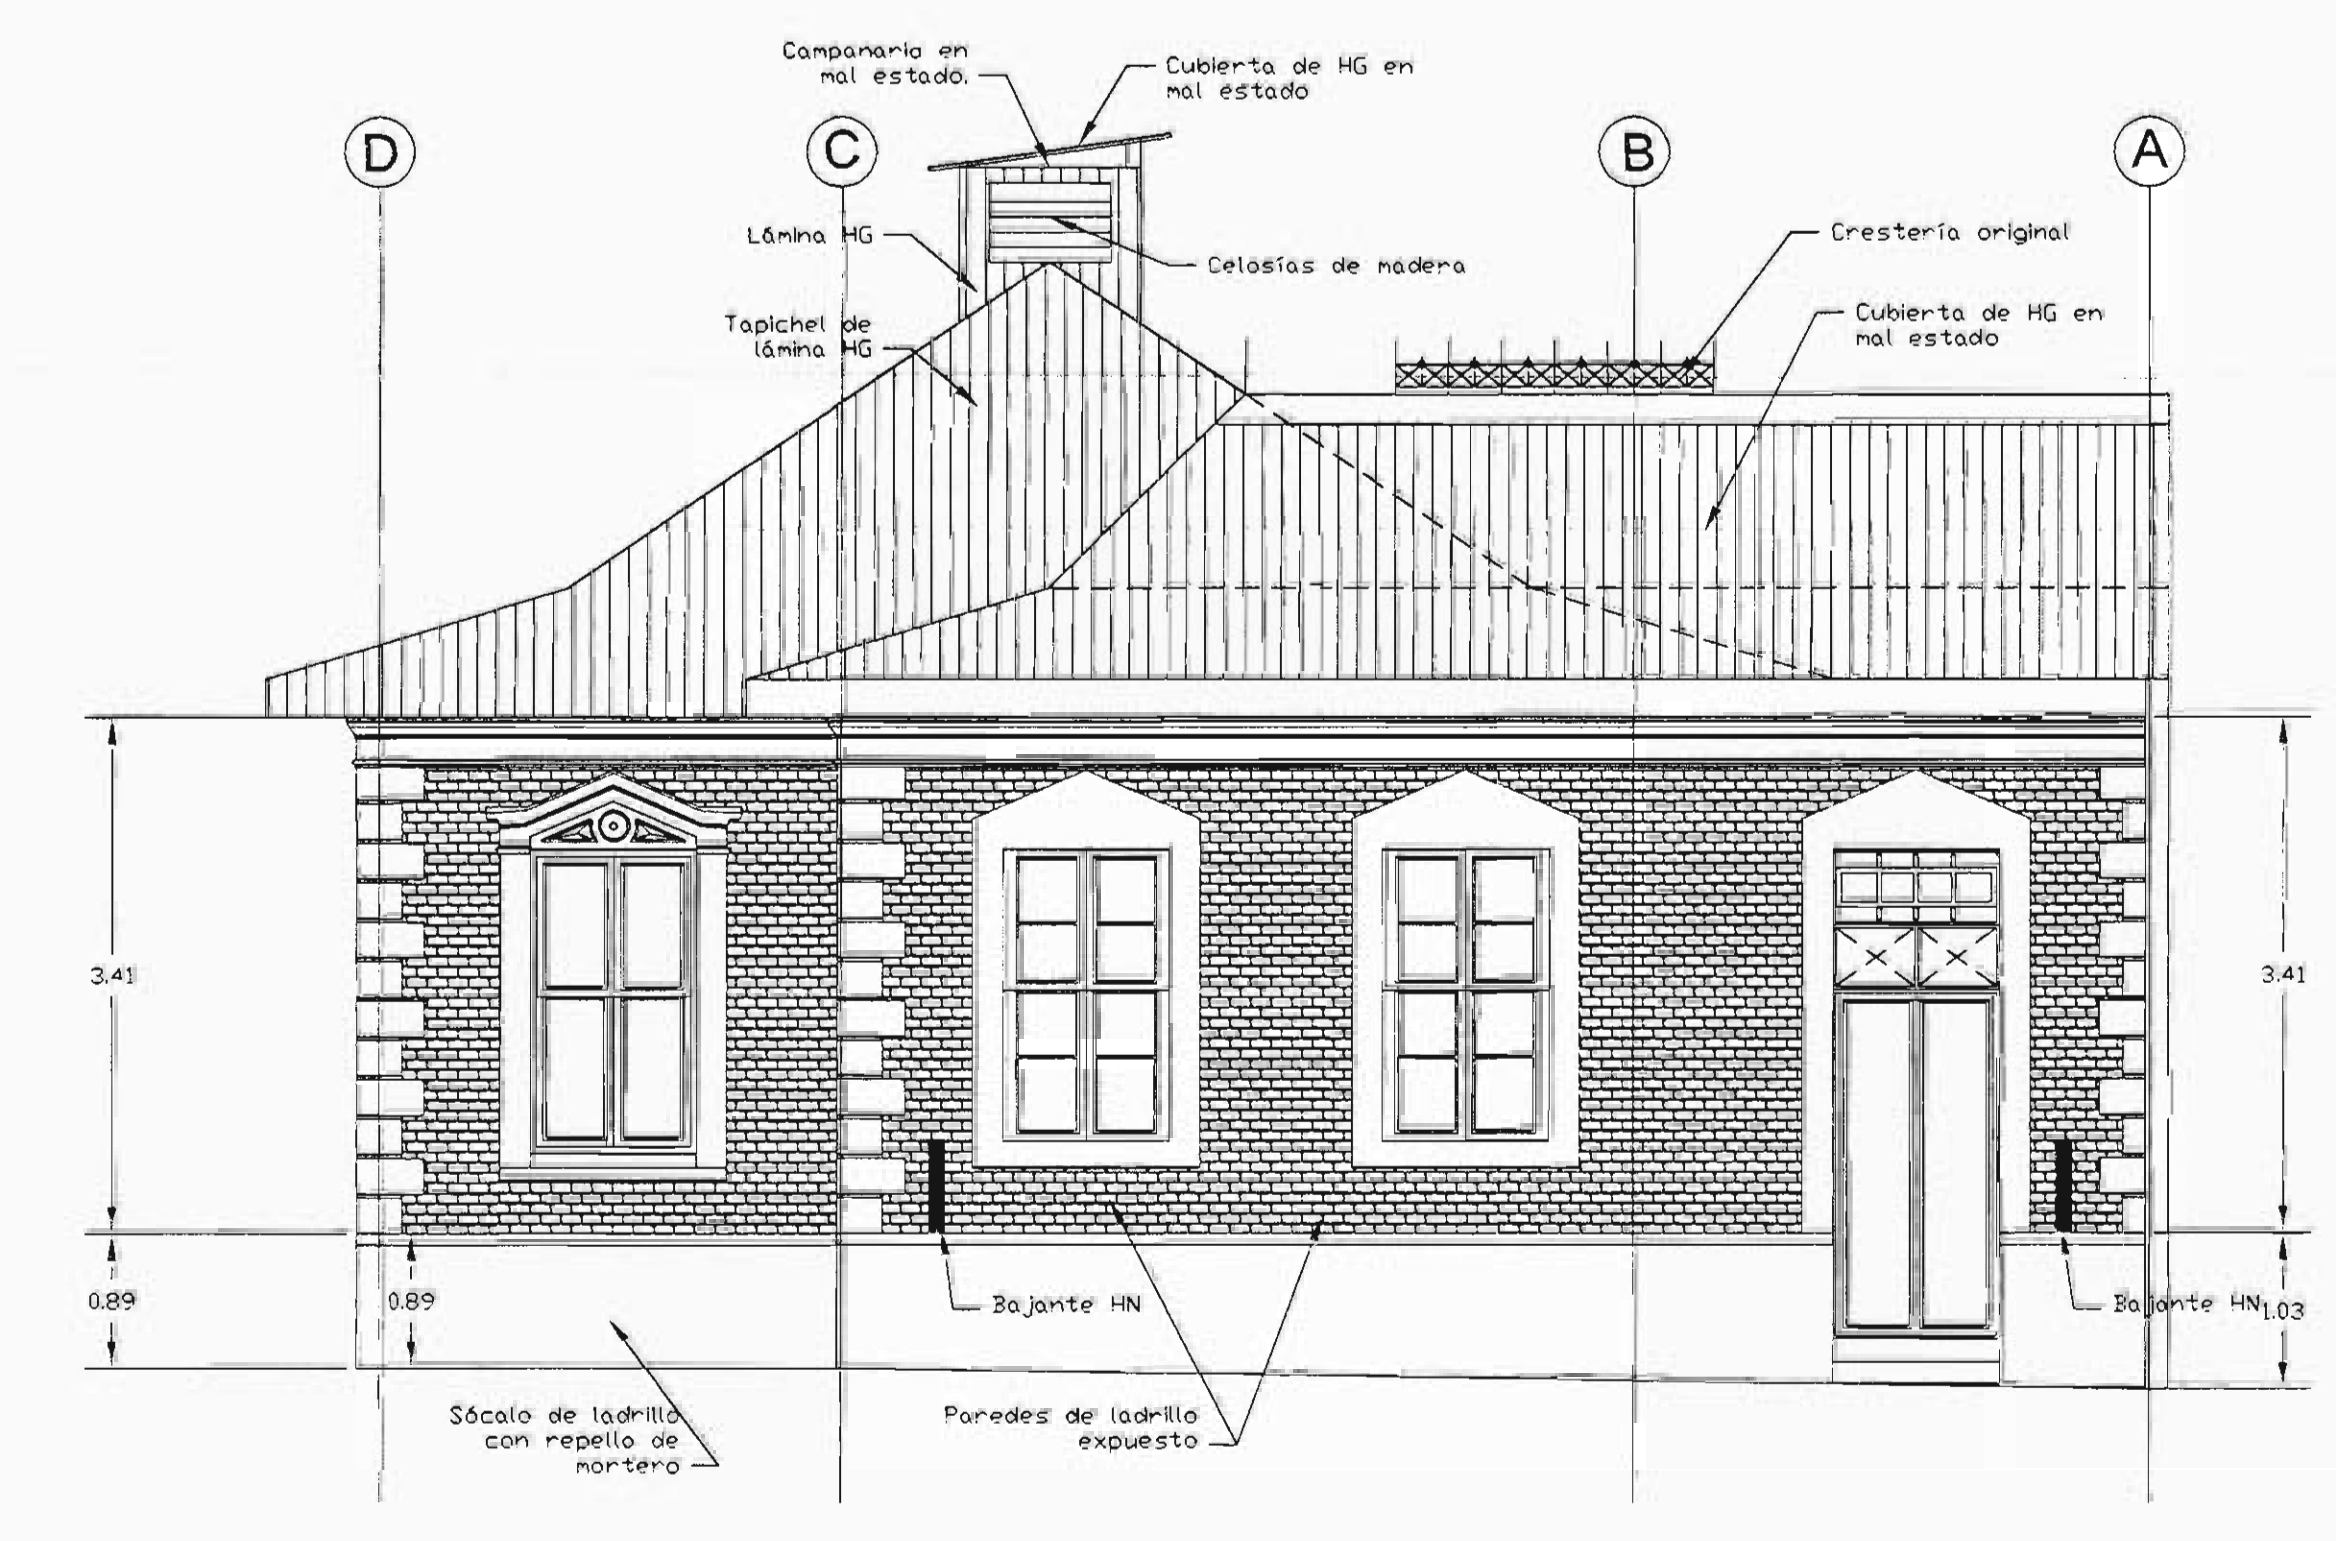 Campanario en
mal estado.
Cubierta de HG en
mal estado
D
C
B
A
Lámina HG
Celosías de madera
Crestería original
Tapichel de
lámina HG
Cubierta de HG en
mal estado
3.41
3.41
0.89
0.89
Bajante HN
Bajante HN
1.03
Sócalo de ladrillo
con repello de
mortero
Paredes de ladrillo
expuesto